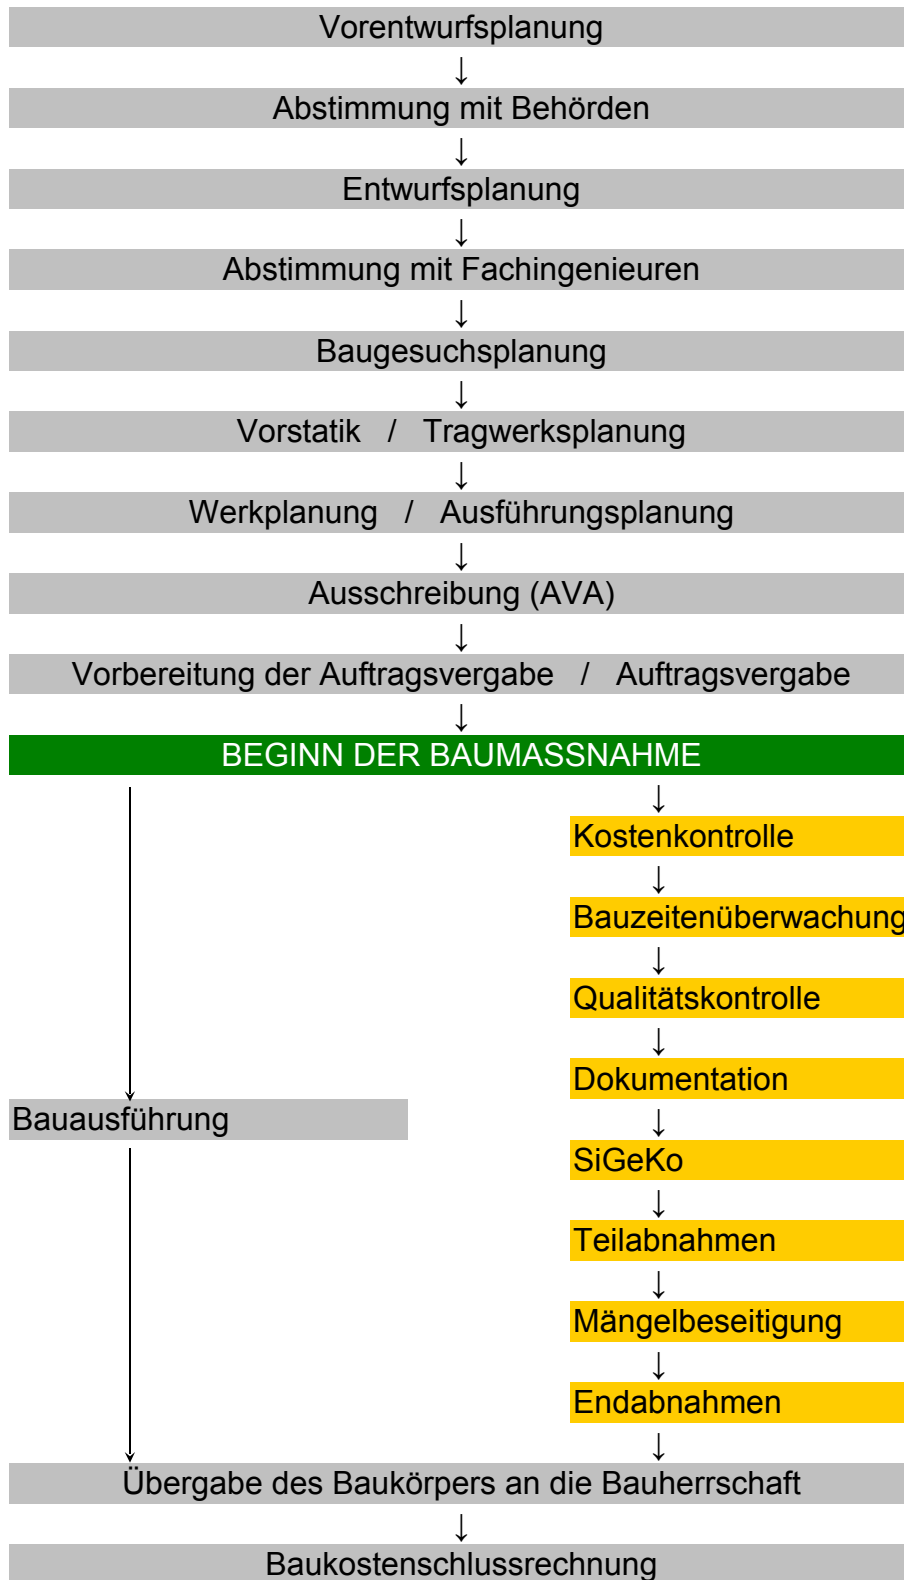 Vorentwurfsplanung
↓
Abstimmung mit Behörden
↓
Entwurfsplanung
↓
Abstimmung mit Fachingenieuren
↓
Baugesuchsplanung
↓
Vorstatik / Tragwerksplanung
↓
Werkplanung / Ausführungsplanung
↓
Ausschreibung (AVA)
↓
Vorbereitung der Auftragsvergabe / Auftragsvergabe
↓
BEGINN DER BAUMASSNAHME
↓
Kostenkontrolle
↓
Bauzeitenüberwachung
↓
Qualitätskontrolle
↓
Dokumentation
Bauausführung
↓
SiGeKo
↓
Teilabnahmen
↓
Mängelbeseitigung
↓
Endabnahmen
↓
Übergabe des Baukörpers an die Bauherrschaft
↓
Baukostenschlussrechnung